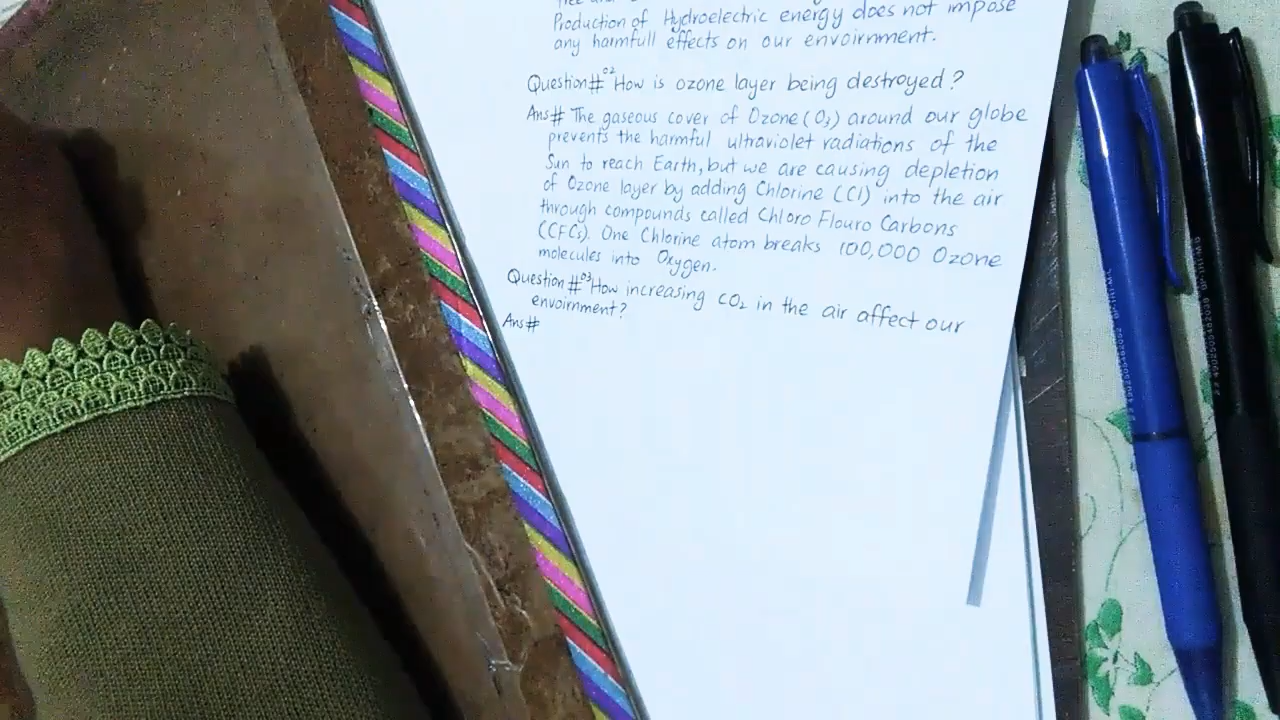 Production of Hydroelectric energy does not impose
any harmfull effects on our envoirnment.
Question#02 How is ozone layer being destroyed?
Ans# The gaseous cover of Ozone (O3) around our globe
prevents the harmful ultraviolet radiations of the
Sun to reach Earth, but we are causing depletion
of Ozone layer by adding Chlorine (Cl) into the air
through compounds called Chloro Flouro Carbons
(CFCs). One Chlorine atom breaks 100,000 Ozone
molecules into Oxygen.
Question#03 How increasing CO2 in the air affect our
envoirnment?
Ans#